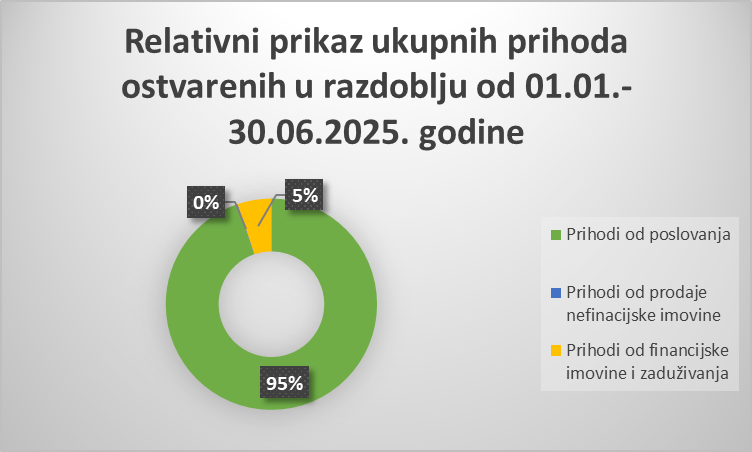 Relativni prikaz ukupnih prihoda
ostvarenih u razdoblju od 01.01.-
30.06.2025. godine
0%
5%
95%
Prihodi od poslovanja
Prihodi od prodaje
nefinacijske imovine
Prihodi od financijske
imovine i zaduživanja